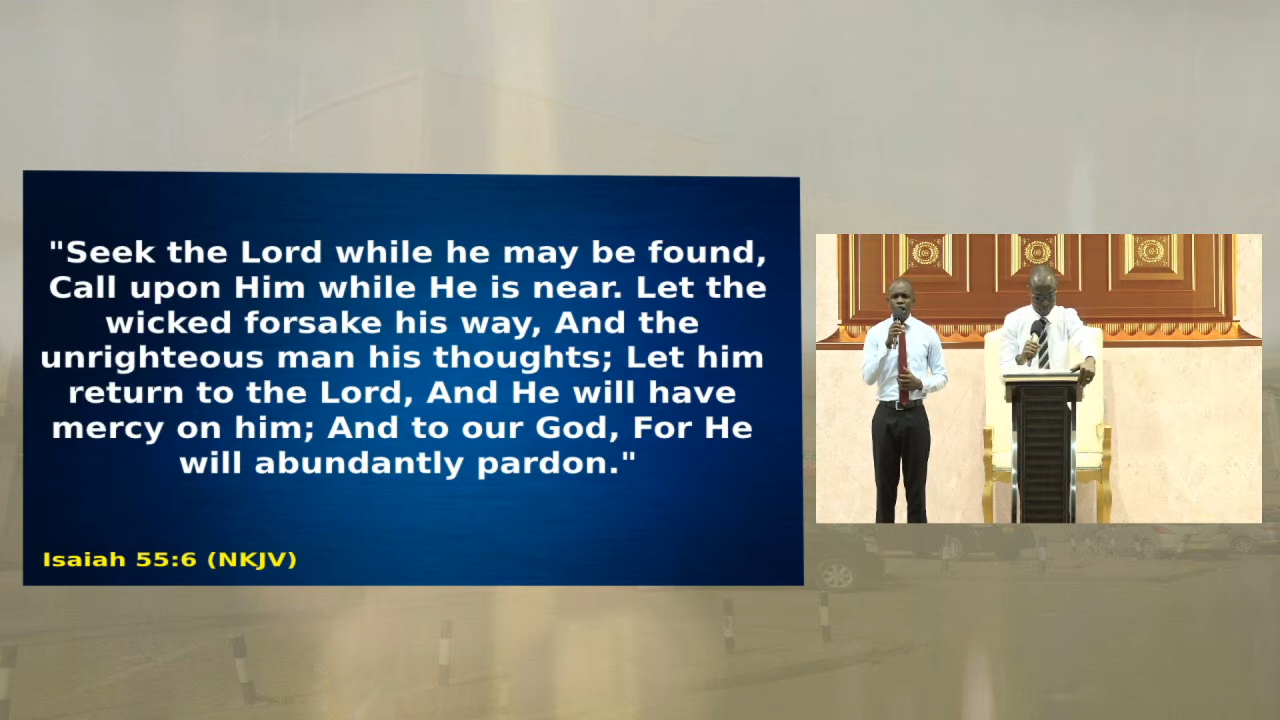 "Seek the Lord while he may be found,
Call upon Him while He is near. Let the
wicked forsake his way, And the
unrighteous man his thoughts; Let him
return to the Lord, And He will have
mercy on him; And to our God, For He
will abundantly pardon."
Isaiah 55:6 (NKJV)